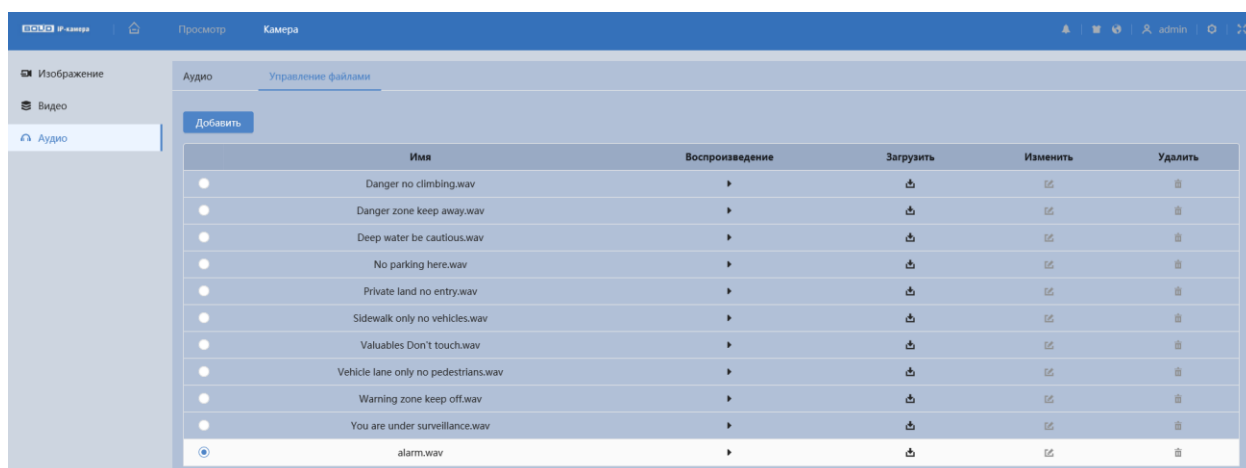 BOLID IP-камера Просмотр Камера admin
Изображение
Видео
Аудио
Аудио Управление файлами
Добавить
Имя Воспроизведение Загрузить Изменить Удалить
Danger no climbing.wav
Danger zone keep away.wav
Deep water be cautious.wav
No parking here.wav
Private land no entry.wav
Sidewalk only no vehicles.wav
Valuables Don't touch.wav
Vehicle lane only no pedestrians.wav
Warning zone keep off.wav
You are under surveillance.wav
alarm.wav